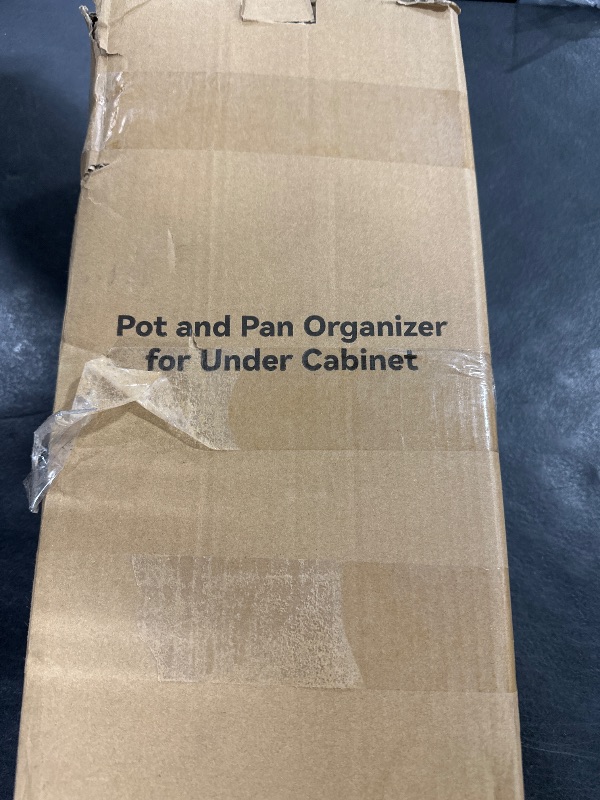 Pot and Pan Organizer
for Under Cabinet